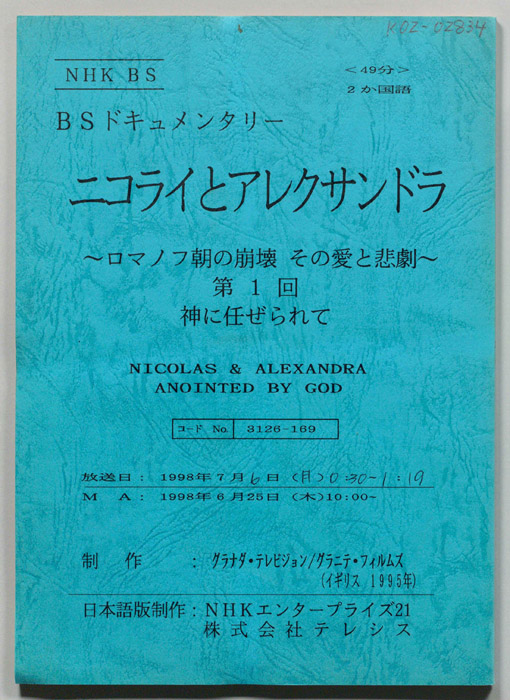 K02-02834
NHK BS
<49分>
2か国語
BSドキュメンタリー
ニコライとアレクサンドラ
~ロマノフ朝の崩壊 その愛と悲劇~
第 1 回
神に任ぜられて
NICOLAS & ALEXANDRA
ANOINTED BY GOD
コード No. 3126-169
放送日: 1998年7月6日(月)0:30~1:19
M A: 1998年6月25日(木)10:00~
制 作 : グラナダ・テレビジョン/グラニテ・フィルムズ
(イギリス 1995年)
日本語版制作:NHKエンタープライズ21
株式会社テレシス